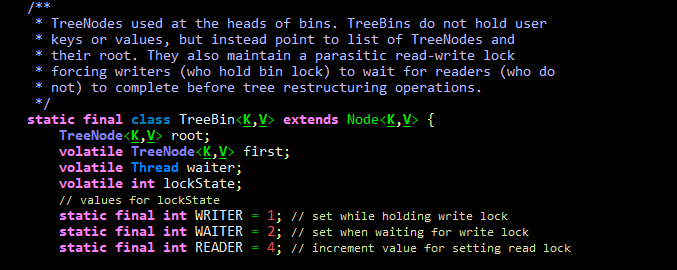 /**
* TreeNodes used at the heads of bins. TreeBins do not hold user
* keys or values, but instead point to list of TreeNodes and
* their root. They also maintain a parasitic read-write lock
* forcing writers (who hold bin lock) to wait for readers (who do
* not) to complete before tree restructuring operations.
*/
static final class TreeBin<K,V> extends Node<K,V> {
TreeNode<K,V> root;
volatile TreeNode<K,V> first;
volatile Thread waiter;
volatile int lockState;
// values for lockState
static final int WRITER = 1; // set while holding write lock
static final int WAITER = 2; // set when waiting for write lock
static final int READER = 4; // increment value for setting read lock